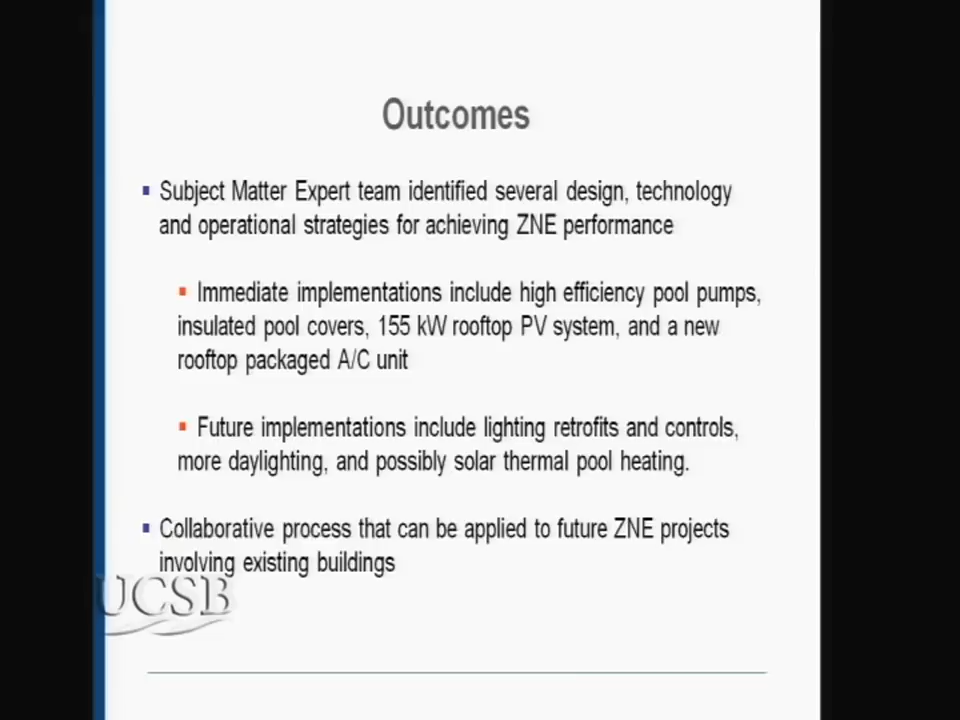 Outcomes
▪ Subject Matter Expert team identified several design, technology
and operational strategies for achieving ZNE performance
▪ Immediate implementations include high efficiency pool pumps,
insulated pool covers, 155 kW rooftop PV system, and a new
rooftop packaged A/C unit
▪ Future implementations include lighting retrofits and controls,
more daylighting, and possibly solar thermal pool heating.
▪ Collaborative process that can be applied to future ZNE projects
involving existing buildings
UCSB